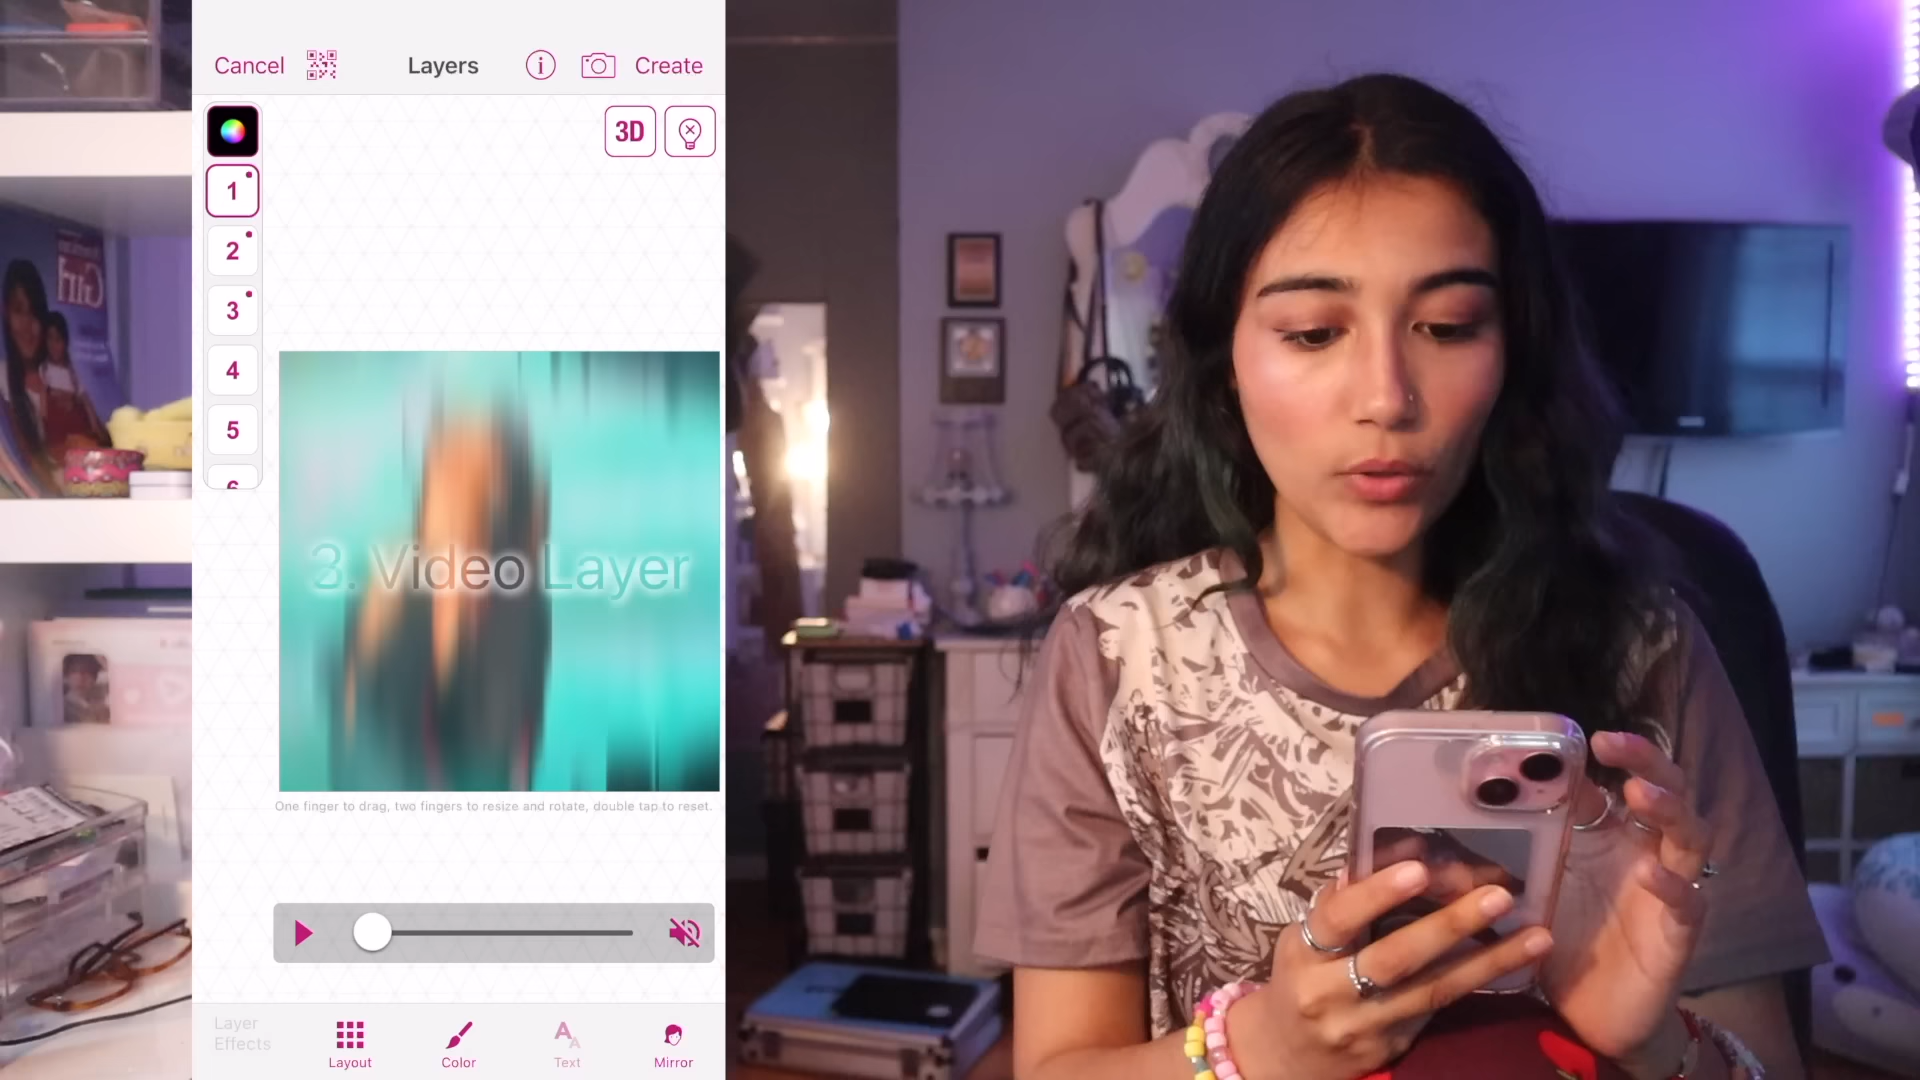 Cancel
Layers
i
Create
3D
1
2
3
4
5
6
3. Video Layer
One finger to drag, two fingers to resize and rotate, double tap to reset.
Layer
Effects
Layout
Color
Text
Mirror